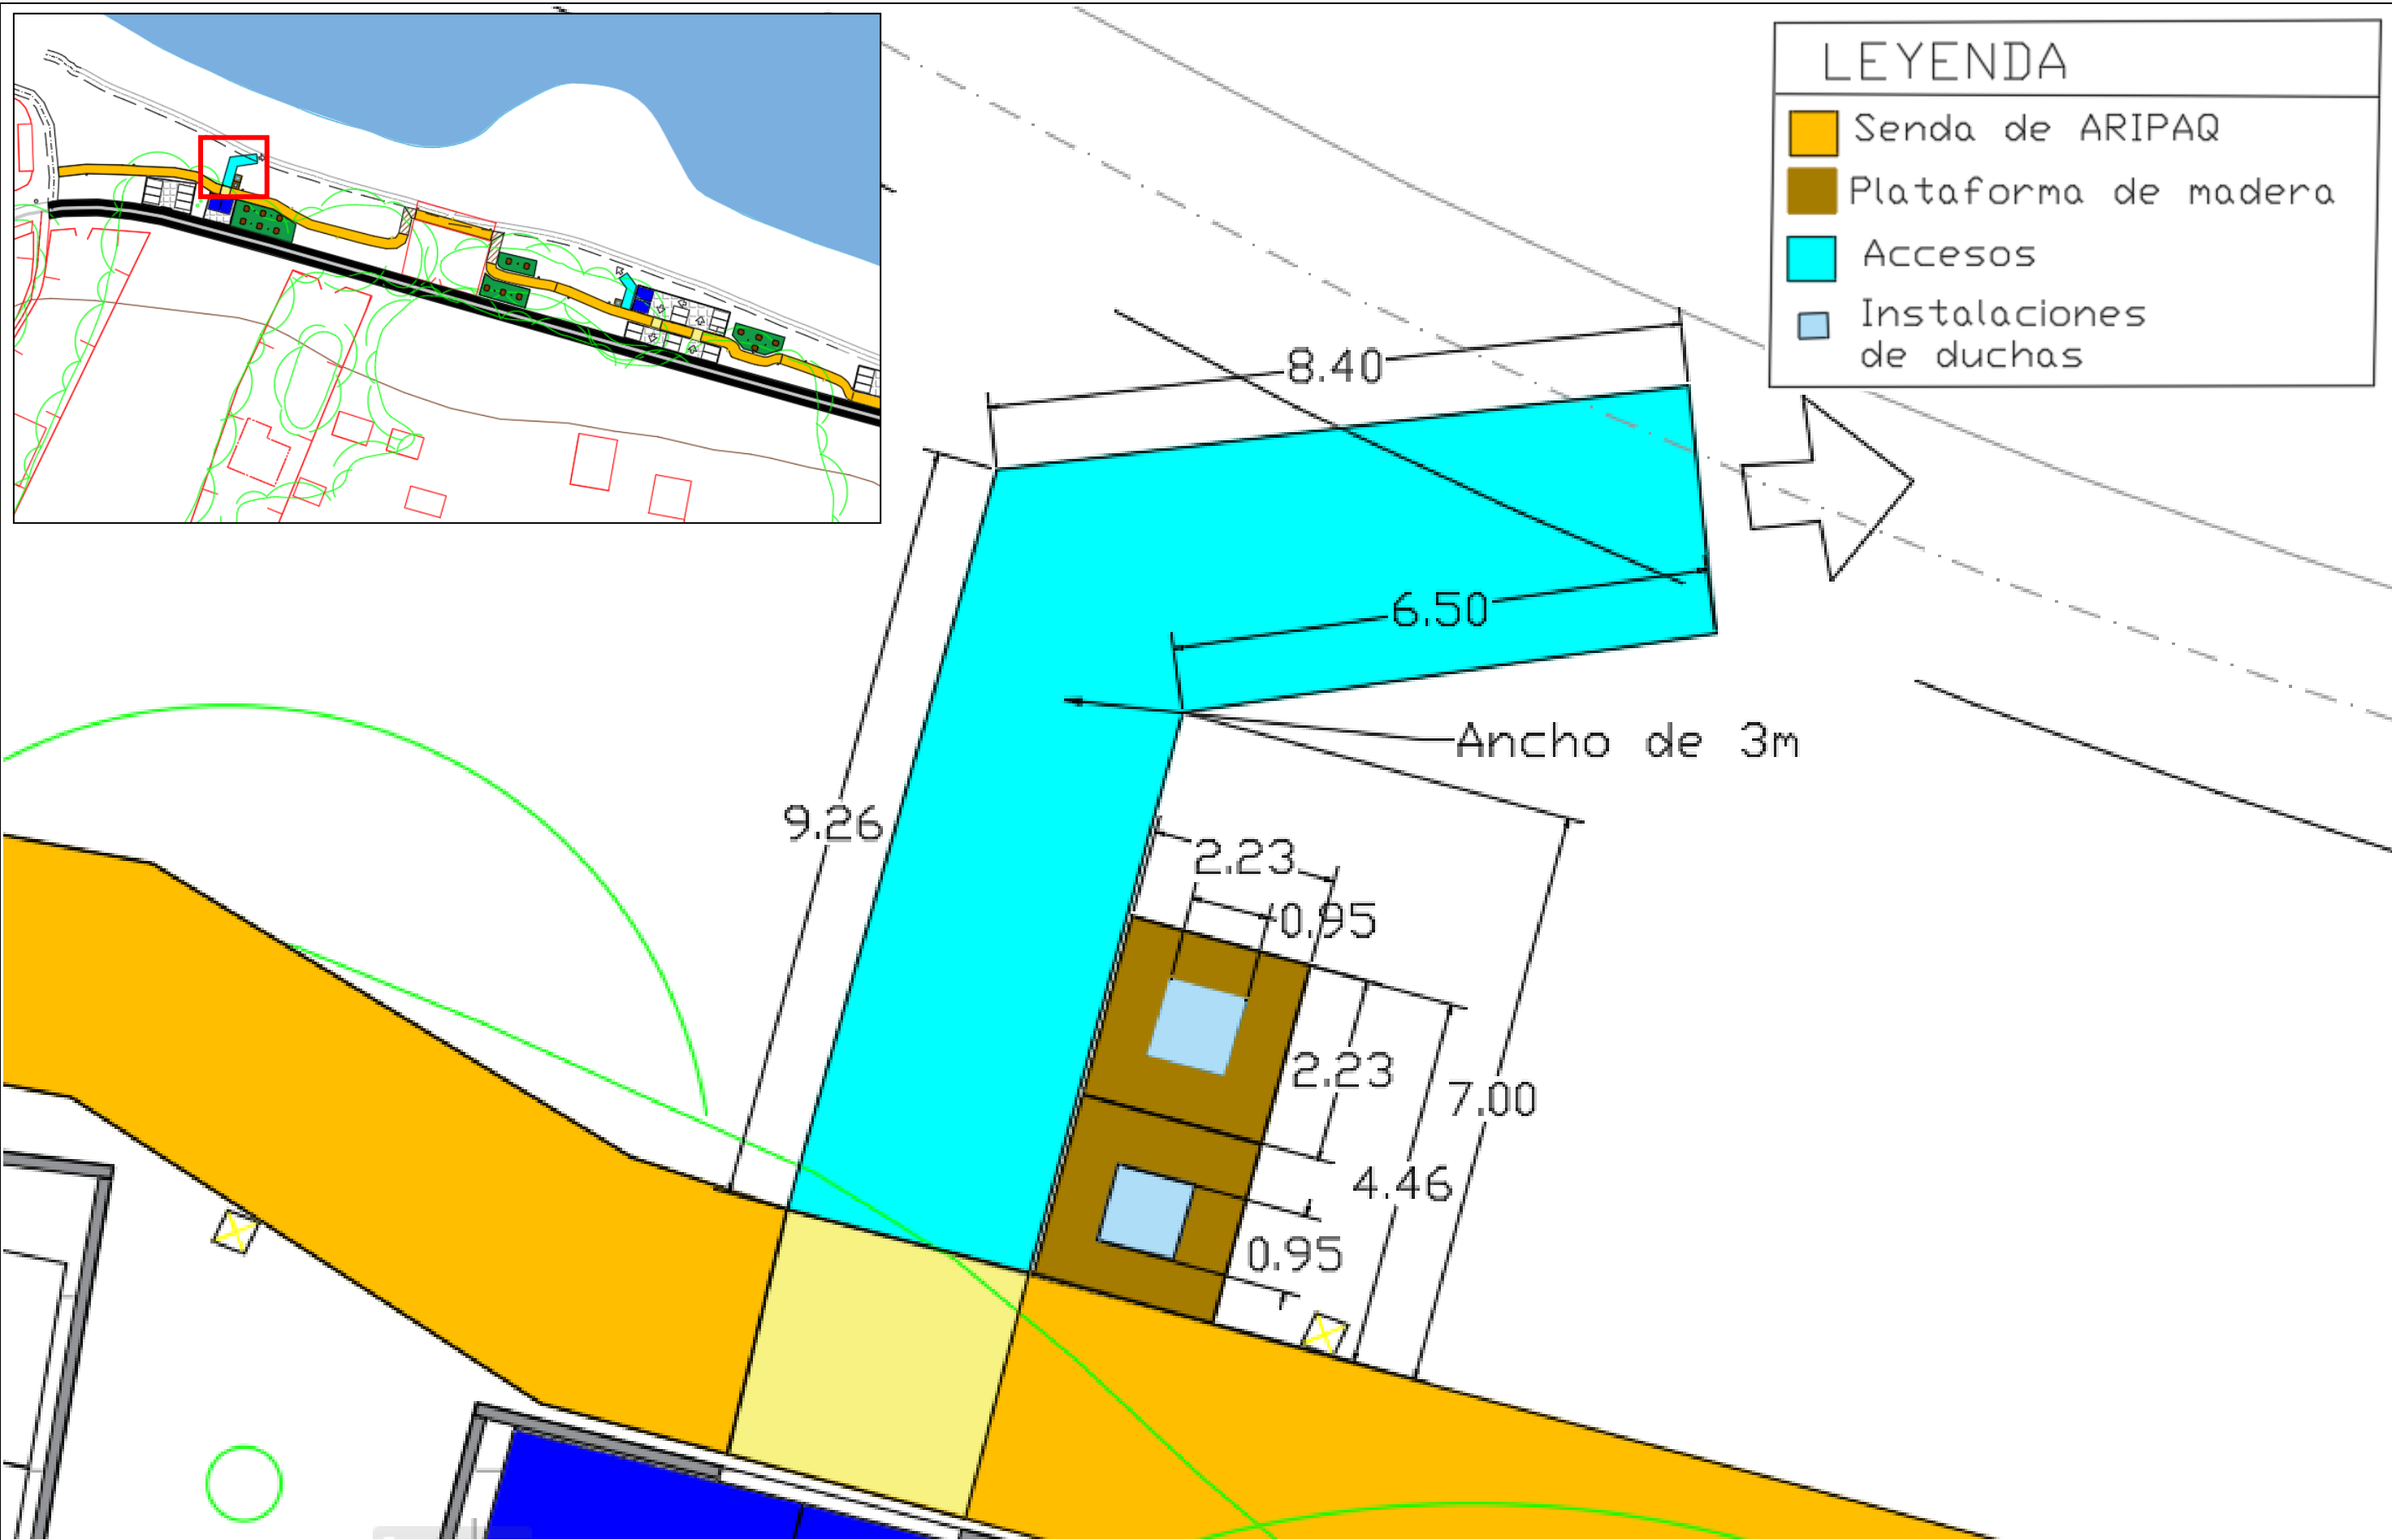 LEYENDA
Senda de ARIPAQ
Plataforma de madera
Accesos
Instalaciones
de duchas
8.40
6.50
Ancho de 3m
9.26
2.23
0.95
2.23
7.00
4.46
0.95